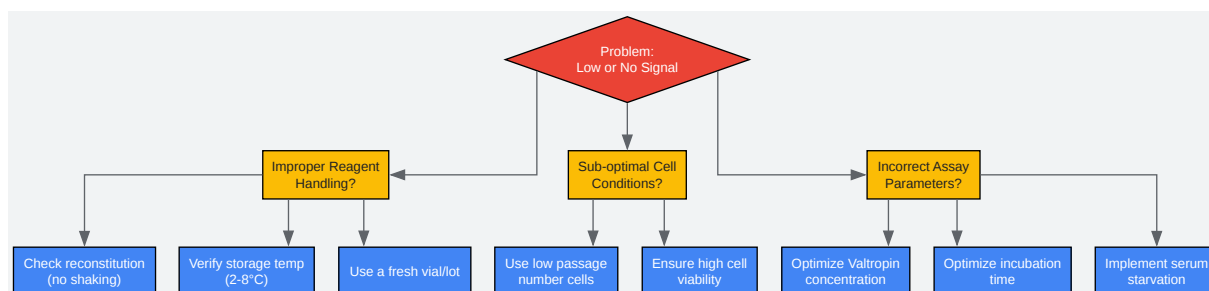 Problem:
Low or No Signal
Improper Reagent
Handling?
Sub-optimal Cell
Conditions?
Incorrect Assay
Parameters?
Check reconstitution
(no shaking)
Verify storage temp
(2-8°C)
Use a fresh vial/lot
Use low passage
number cells
Ensure high cell
viability
Optimize Valtropin
concentration
Optimize incubation
time
Implement serum
starvation